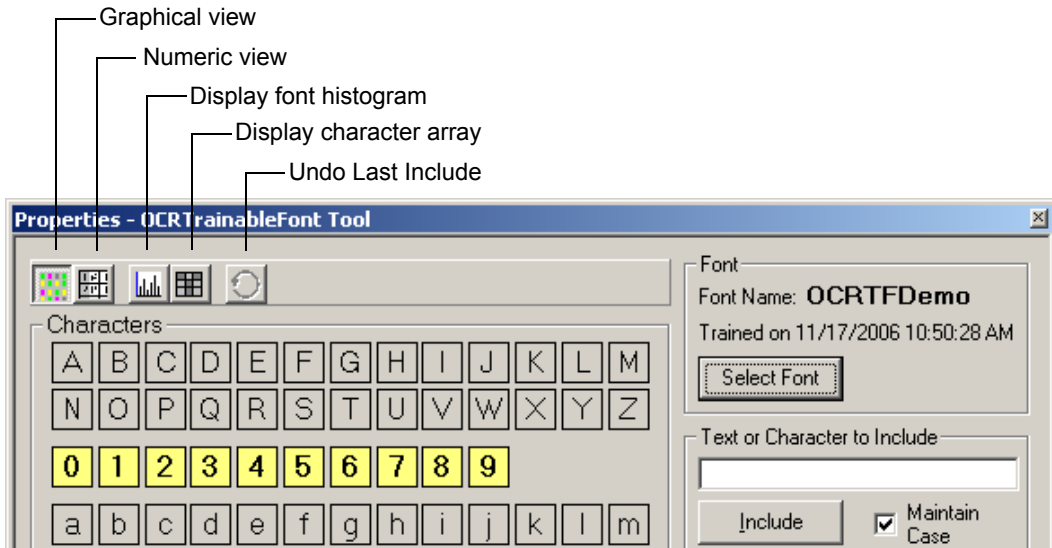 Graphical view
Numeric view
Display font histogram
Display character array
Undo Last Include
Properties - OCRTrainableFont Tool
Characters
A B C D E F G H I J K L M
N O P Q R S T U V W X Y Z
0 1 2 3 4 5 6 7 8 9
a b c d e f g h i j k l m
Font
Font Name: OCRTFDemo
Trained on 11/17/2006 10:50:28 AM
Select Font
Text or Character to Include
Include
Maintain
Case